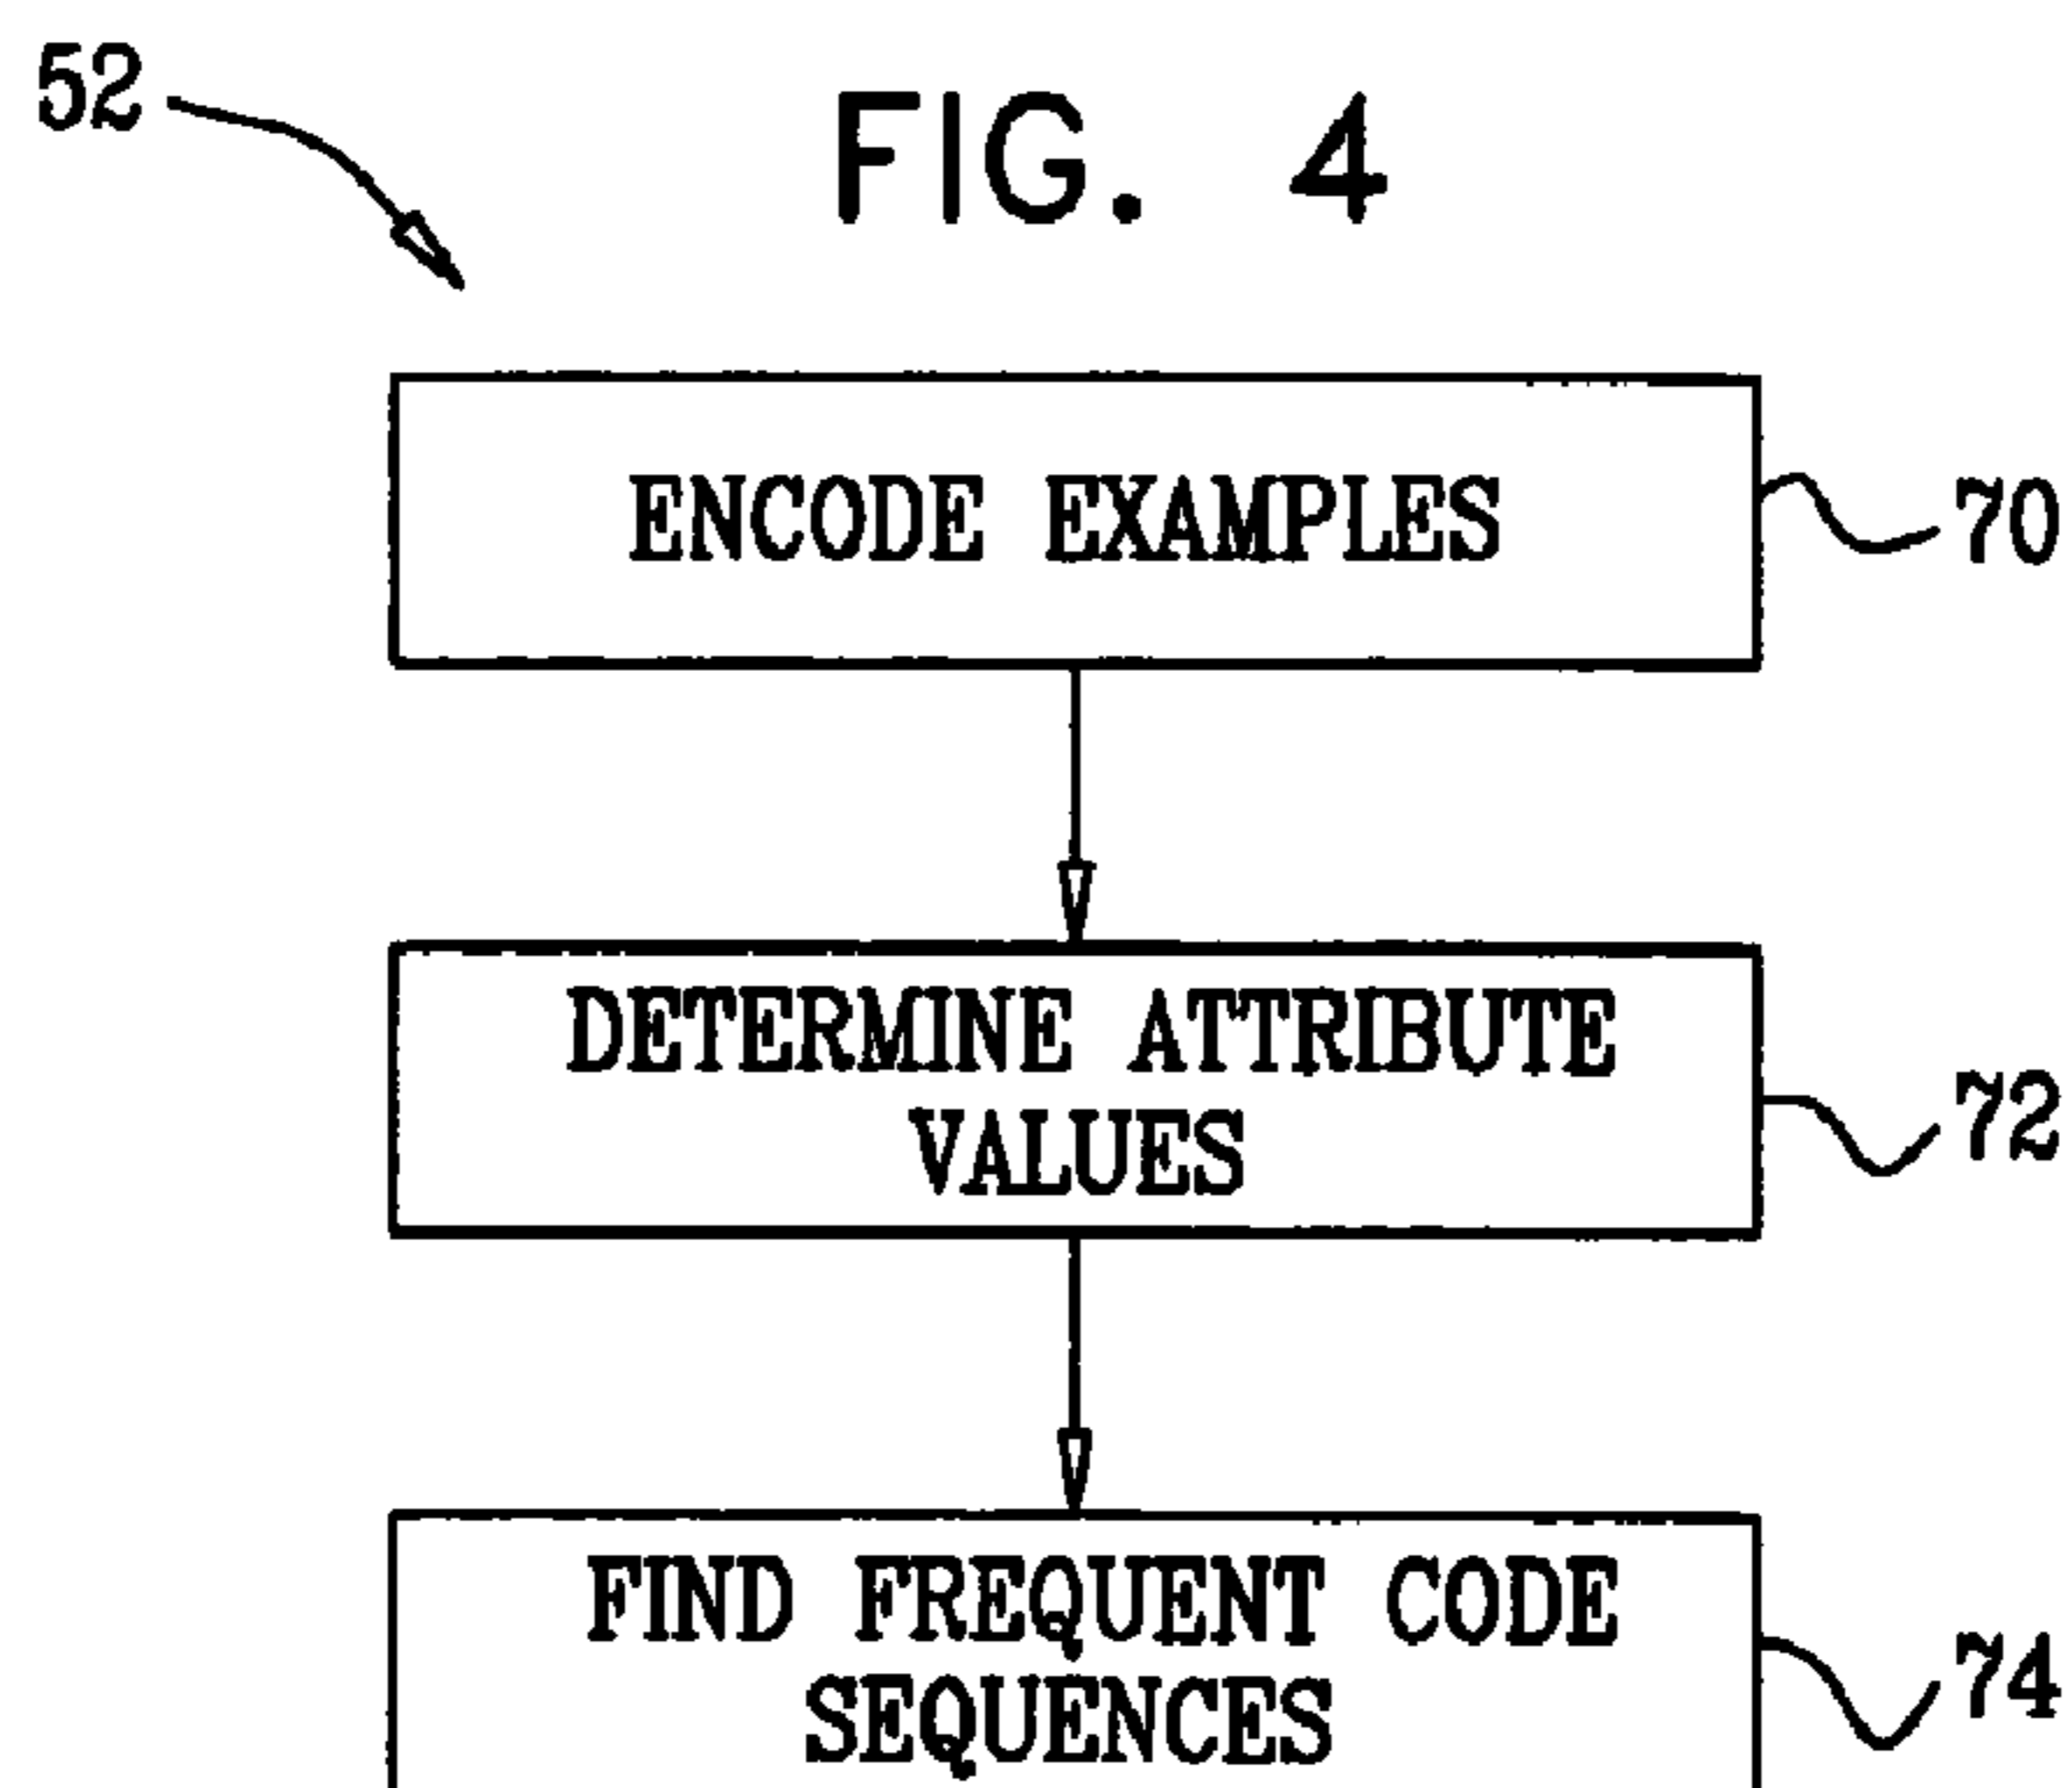 52
FIG. 4
ENCODE EXAMPLES
70
DETERMINE ATTRIBUTE
VALUES
72
FIND FREQUENT CODE
SEQUENCES
74